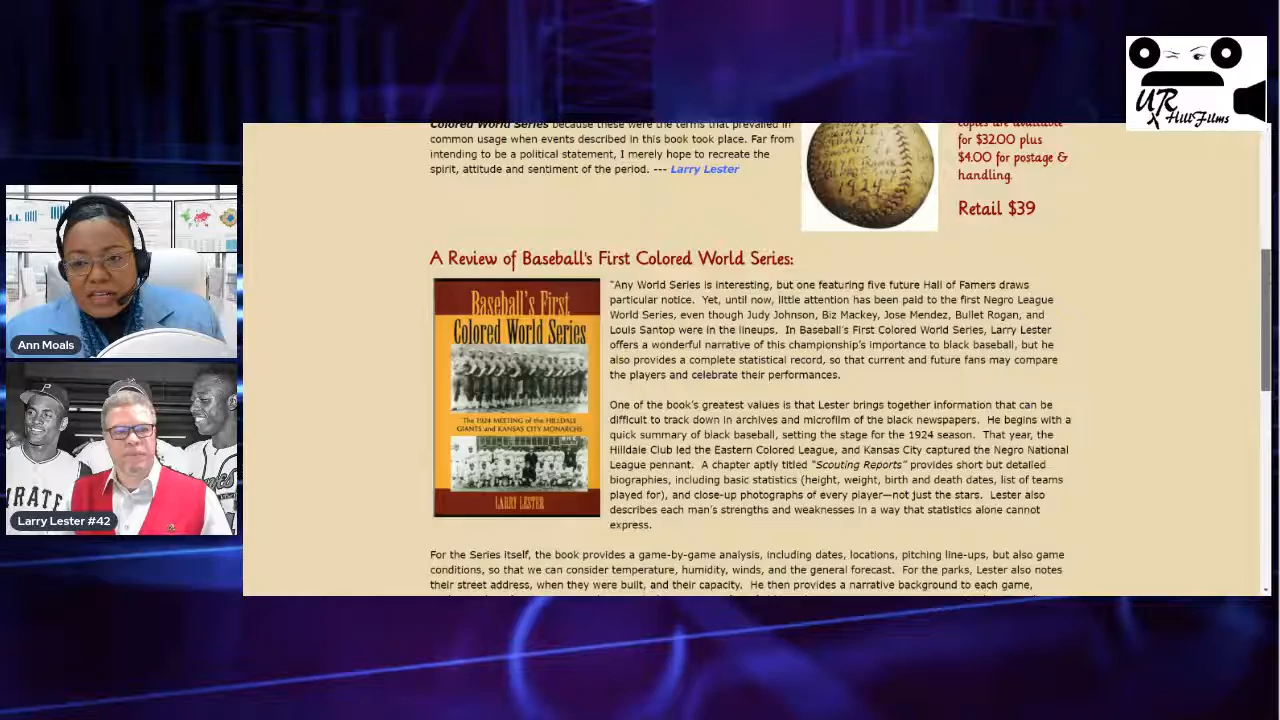 UR
HillFilms
Colored World Series because these were the terms that prevailed in
common usage when events described in this book took place. Far from
intending to be a political statement, I merely hope to recreate the
spirit, attitude and sentiment of the period. --- Larry Lester
1924
copies are available
for $32.00 plus
$4.00 for postage &
handling.
Retail $39
A Review of Baseball's First Colored World Series:
Baseball's First
Colored World Series
The 1924 MEETING of the HILLDALE
GIANTS and KANSAS CITY MONARCHS
LARRY LESTER
"Any World Series is interesting, but one featuring five future Hall of Famers draws
particular notice. Yet, until now, little attention has been paid to the first Negro League
World Series, even though Judy Johnson, Biz Mackey, Jose Mendez, Bullet Rogan, and
Louis Santop were in the lineups. In Baseball's First Colored World Series, Larry Lester
offers a wonderful narrative of this championship's importance to black baseball, but he
also provides a complete statistical record, so that current and future fans may compare
the players and celebrate their performances.
One of the book's greatest values is that Lester brings together information that can be
difficult to track down in archives and microfilm of the black newspapers. He begins with a
quick summary of black baseball, setting the stage for the 1924 season. That year, the
Hilldale Club led the Eastern Colored League, and Kansas City captured the Negro National
League pennant. A chapter aptly titled "Scouting Reports" provides short but detailed
biographies, including basic statistics (height, weight, birth and death dates, list of teams
played for), and close-up photographs of every player—not just the stars. Lester also
describes each man's strengths and weaknesses in a way that statistics alone cannot
express.
For the Series itself, the book provides a game-by-game analysis, including dates, locations, pitching line-ups, but also game
conditions, so that we can consider temperature, humidity, winds, and the general forecast. For the parks, Lester also notes
their street address, when they were built, and their capacity. He then provides a narrative background to each game,
Ann Moals
P
IRATE
Larry Lester #42